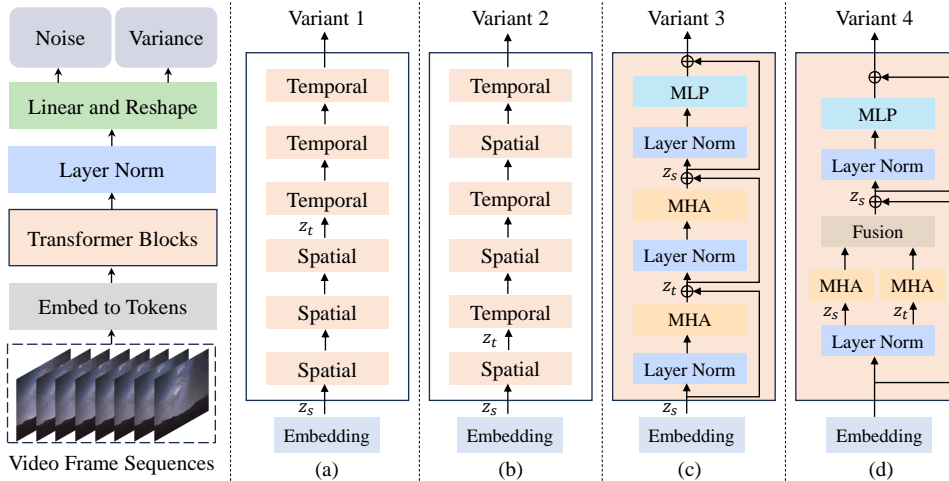 Noise
Variance
Linear and Reshape
Layer Norm
Transformer Blocks
Embed to Tokens
Video Frame Sequences
Variant 1
Temporal
Temporal
Temporal
z_t
Spatial
Spatial
Spatial
z_s
Embedding
(a)
Variant 2
Temporal
Spatial
Temporal
Spatial
Temporal
z_t
Spatial
z_s
Embedding
(b)
Variant 3
MLP
Layer Norm
z_s
MHA
Layer Norm
z_t
MHA
Layer Norm
z_s
Embedding
(c)
Variant 4
MLP
Layer Norm
z_s
Fusion
MHA MHA
z_s z_t
Layer Norm
Embedding
(d)